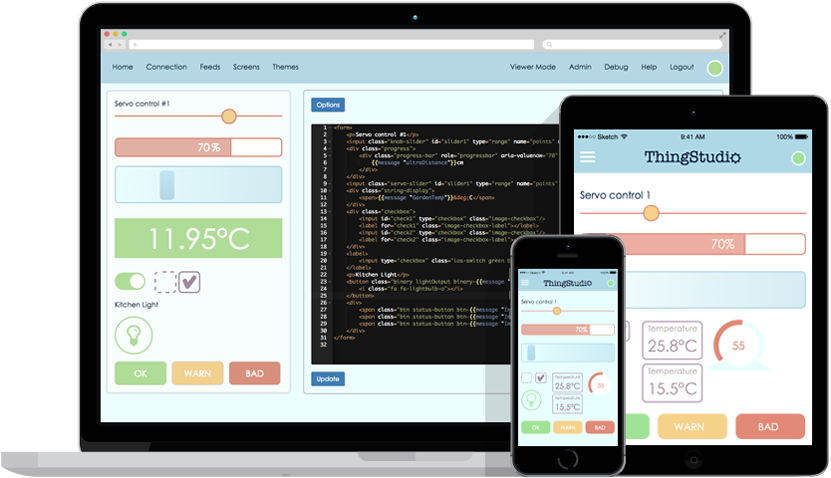 Home Connection Feeds Screens Themes Viewer Mode Admin Debug Help Logout
Servo control #1
70%
11.95°C
Kitchen Light
OK WARN BAD
Options
1 <form>
2 <p>Servo control #1</p>
3 <input class="knob-slider" id="slider1" type="range" name="points"
4 <div class="progress">
5 <div class="progress-bar" role="progressbar" aria-valuenow="70"
6 {{message "ultraDistance"}}cm
7 </div>
8 </div>
9 <input class="servo-slider" id="slider1" type="range" name="points"
10 <div class="string-display">
11 <span>{{message "GardenTemp"}}&deg;C</span>
12 </div>
13 <div class="checkbox">
14 <input id="check1" type="checkbox" class="image-checkbox"/>
15 <label for="check1" class="image-checkbox-label"></label>
16 <input id="check2" type="checkbox" class="image-checkbox"/>
17 <label for="check2" class="image-checkbox-label">
18 </div>
19 <label>
20 <input type="checkbox" class="ios-switch green
21 </label>
22 <p>Kitchen Light</p>
23 <button class="binary lightOutput binary-{{message
24 <i class="fa fa-lightbulb-o"></i>
25 </button>
26 <div>
27 <span class="btn status-button btn-{{message "In
28 <span class="btn status-button btn-{{message "In
29 <span class="btn status-button btn-{{message "In
30 </div>
31 </form>
32
Update
Sketch 9:41 AM 100%
ThingStudio
Servo control 1
70%
Temperature
25.8°C
55
Temperature
15.5°C
WARN BAD
Sketch 9:41 AM 100%
ThingStudio
Servo control 1
70%
Temperature
25.8°C
55
Temperature
15.5°C
OK WARN BAD